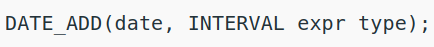 DATE_ADD(date, INTERVAL expr type);